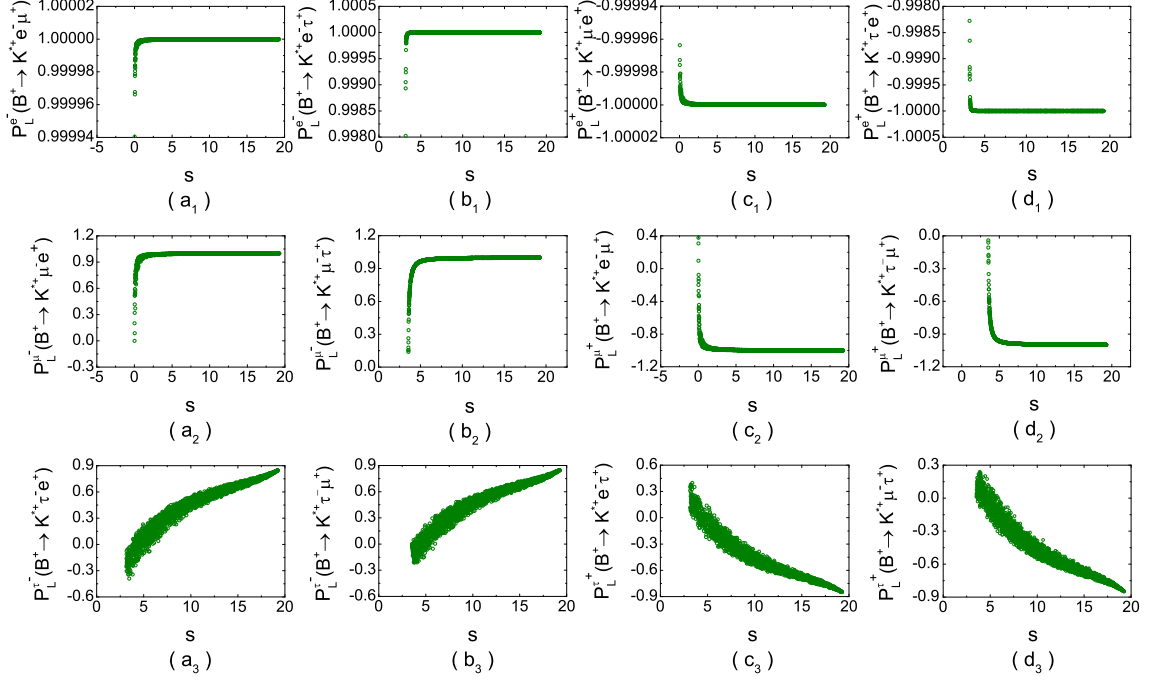 P_L^e-(B+→ K*+e-μ+)
1.00002
1.00000
0.99998
0.99996
0.99994
-5 0 5 10 15 20
s
( a1 )
P_L^e-(B+→ K*+e-τ+)
1.0005
1.0000
0.9995
0.9990
0.9985
0.9980
0 5 10 15 20
s
( b1 )
P_L^e+(B+→ K*+μ-e+)
-0.99994
-0.99996
-0.99998
-1.00000
-1.00002
-5 0 5 10 15 20
s
( c1 )
P_L^e+(B+→ K*+τ-e+)
-0.9980
-0.9985
-0.9990
-0.9995
-1.0000
-1.0005
0 5 10 15 20
s
( d1 )
P_L^μ-(B+→ K*+μ-e+)
1.2
0.9
0.6
0.3
0.0
-0.3
-5 0 5 10 15 20
s
( a2 )
P_L^μ-(B+→ K*+μ-τ+)
1.2
0.9
0.6
0.3
0.0
0 5 10 15 20
s
( b2 )
P_L^μ+(B+→ K*+e-μ+)
0.4
0.0
-0.4
-0.8
-1.2
-5 0 5 10 15 20
s
( c2 )
P_L^μ+(B+→ K*+τ-μ+)
0.0
-0.3
-0.6
-0.9
-1.2
0 5 10 15 20
s
( d2 )
P_L^τ-(B+→ K*+τ-e+)
0.9
0.6
0.3
0.0
-0.3
-0.6
0 5 10 15 20
s
( a3 )
P_L^τ-(B+→ K*+τ-μ+)
0.9
0.6
0.3
0.0
-0.3
-0.6
0 5 10 15 20
s
( b3 )
P_L^τ+(B+→ K*+e-τ+)
0.6
0.3
0.0
-0.3
-0.6
-0.9
0 5 10 15 20
s
( c3 )
P_L^τ+(B+→ K*+μ-τ+)
0.3
0.0
-0.3
-0.6
-0.9
0 5 10 15 20
s
( d3 )